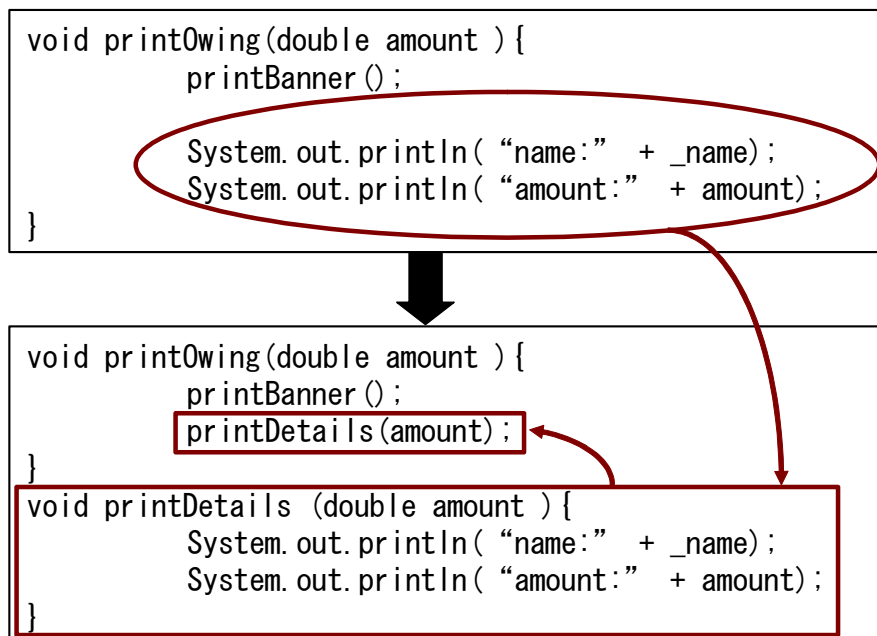 void printOwing(double amount ){
printBanner();
System.out.println( “name:” + _name);
System.out.println( “amount:” + amount);
}
void printOwing(double amount ){
printBanner();
printDetails(amount);
}
void printDetails (double amount ){
System.out.println( “name:” + _name);
System.out.println( “amount:” + amount);
}